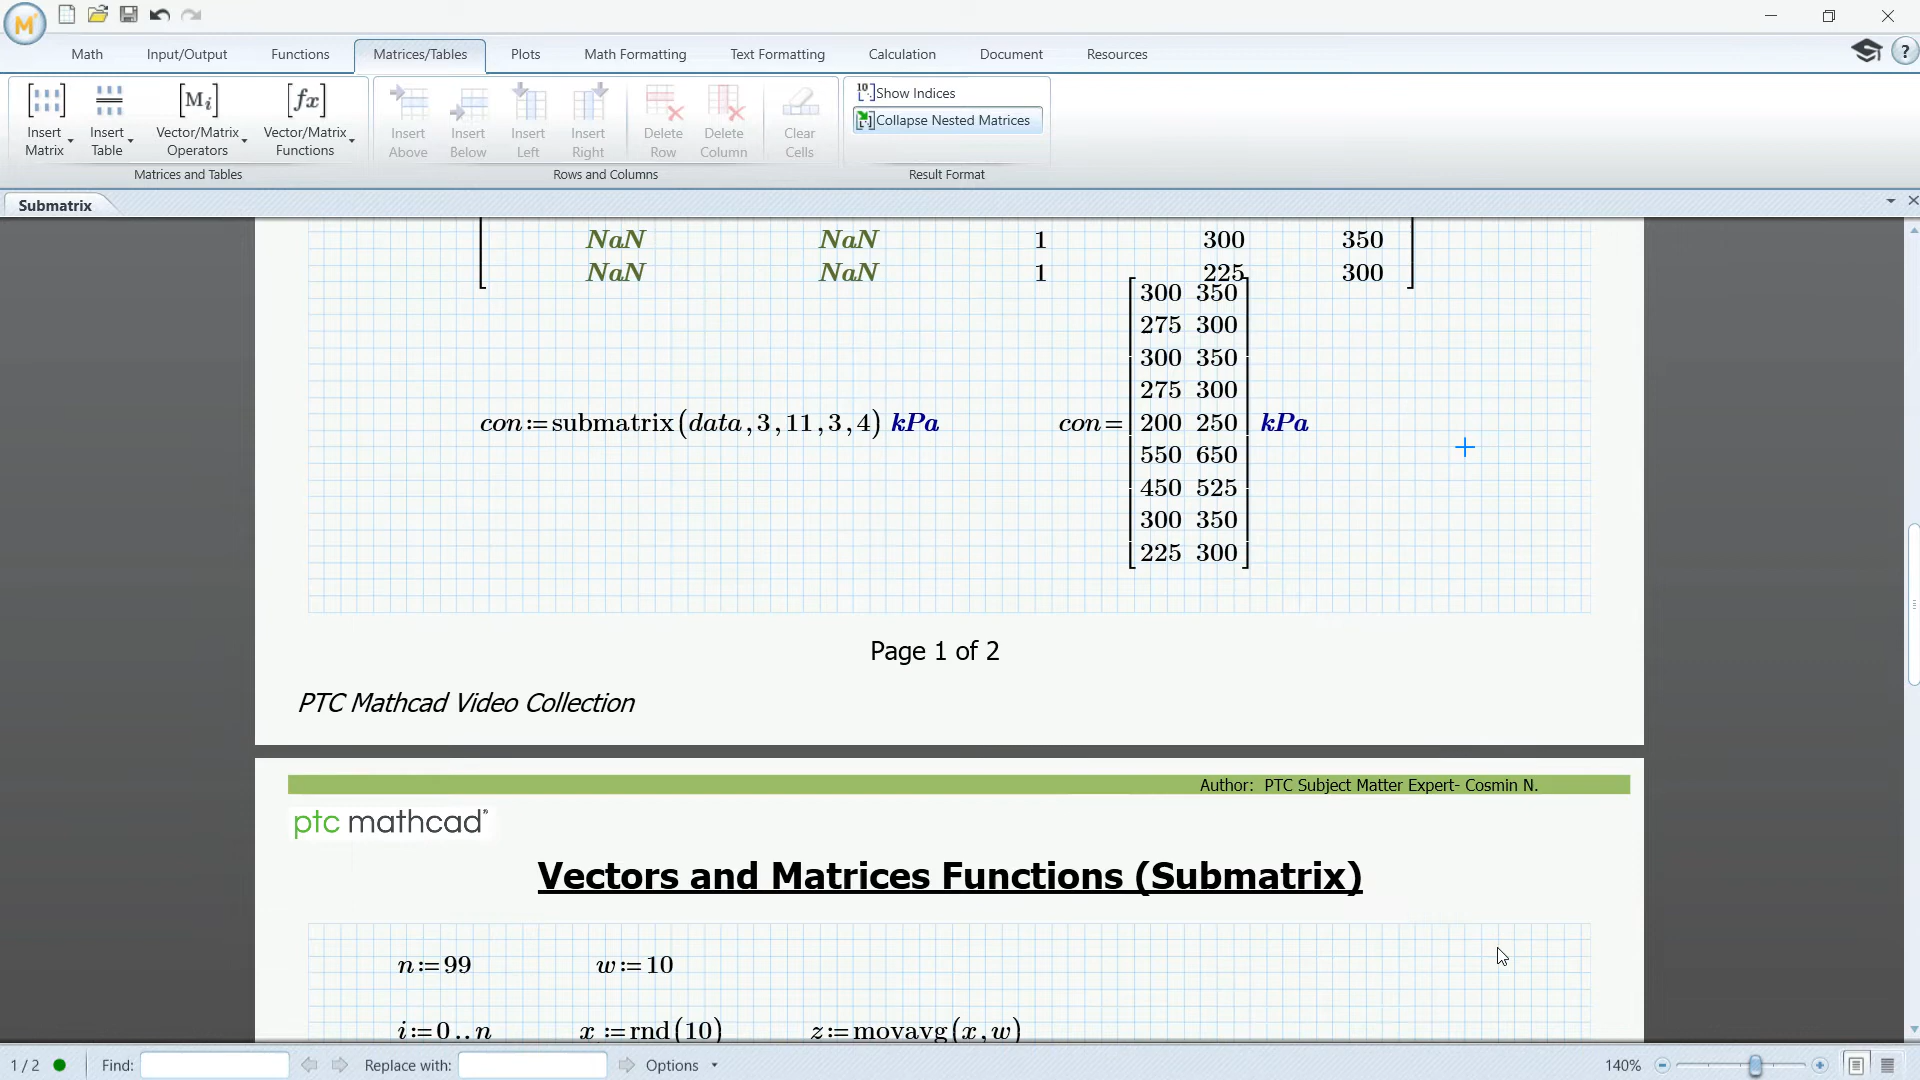 Math Input/Output Functions Matrices/Tables Plots Math Formatting Text Formatting Calculation Document Resources
Insert Matrix
Insert Table
Vector/Matrix Operators
Vector/Matrix Functions
Matrices and Tables
Insert Above
Insert Below
Insert Left
Insert Right
Delete Row
Delete Column
Clear Cells
Rows and Columns
Show Indices
Collapse Nested Matrices
Result Format
Submatrix
NaN NaN 1 300 350
NaN NaN 1 225 300
con:=submatrix(data,3,11,3,4) kPa
con=
300 350
275 300
300 350
275 300
200 250
550 650
450 525
300 350
225 300
kPa
Page 1 of 2
PTC Mathcad Video Collection
Author: PTC Subject Matter Expert- Cosmin N.
ptc mathcad
Vectors and Matrices Functions (Submatrix)
n:=99 w:=10
i:=0..n x:=rnd(10) z:=movavg(x,w)
1 / 2 Find: Replace with: Options 140%